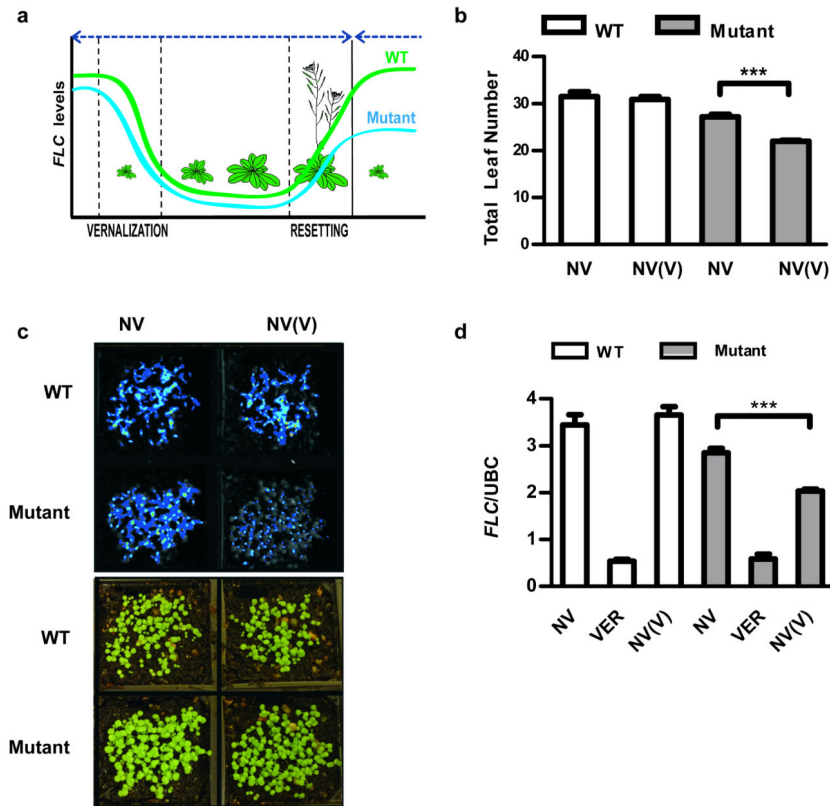 a
WT
Mutant
FLC levels
VERNALIZATION
RESETTING
b
WT
Mutant
***
Total Leaf Number
40
30
20
10
0
NV
NV(V)
NV
NV(V)
c
NV
NV(V)
WT
Mutant
WT
Mutant
d
WT
Mutant
***
FLC/UBC
4
3
2
1
0
NV
VER
NV(V)
NV
VER
NV(V)